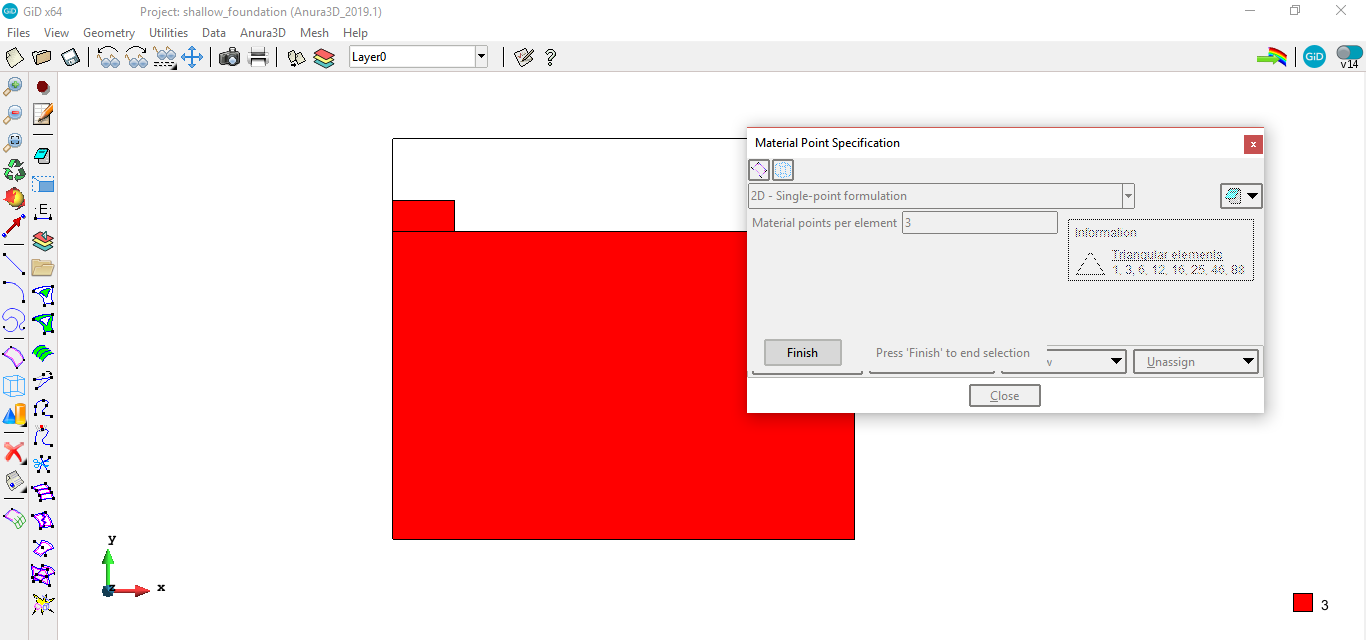 GiD x64
Project: shallow_foundation (Anura3D_2019.1)
Files View Geometry Utilities Data Anura3D Mesh Help
Layer0
GiD
v14
Material Point Specification
x
2D - Single-point formulation
Material points per element 3
Information
Triangular elements
1, 3, 6, 12, 16, 25, 46, 88
Finish
Press 'Finish' to end selection
v
Unassign
Close
E
y
z
x
3